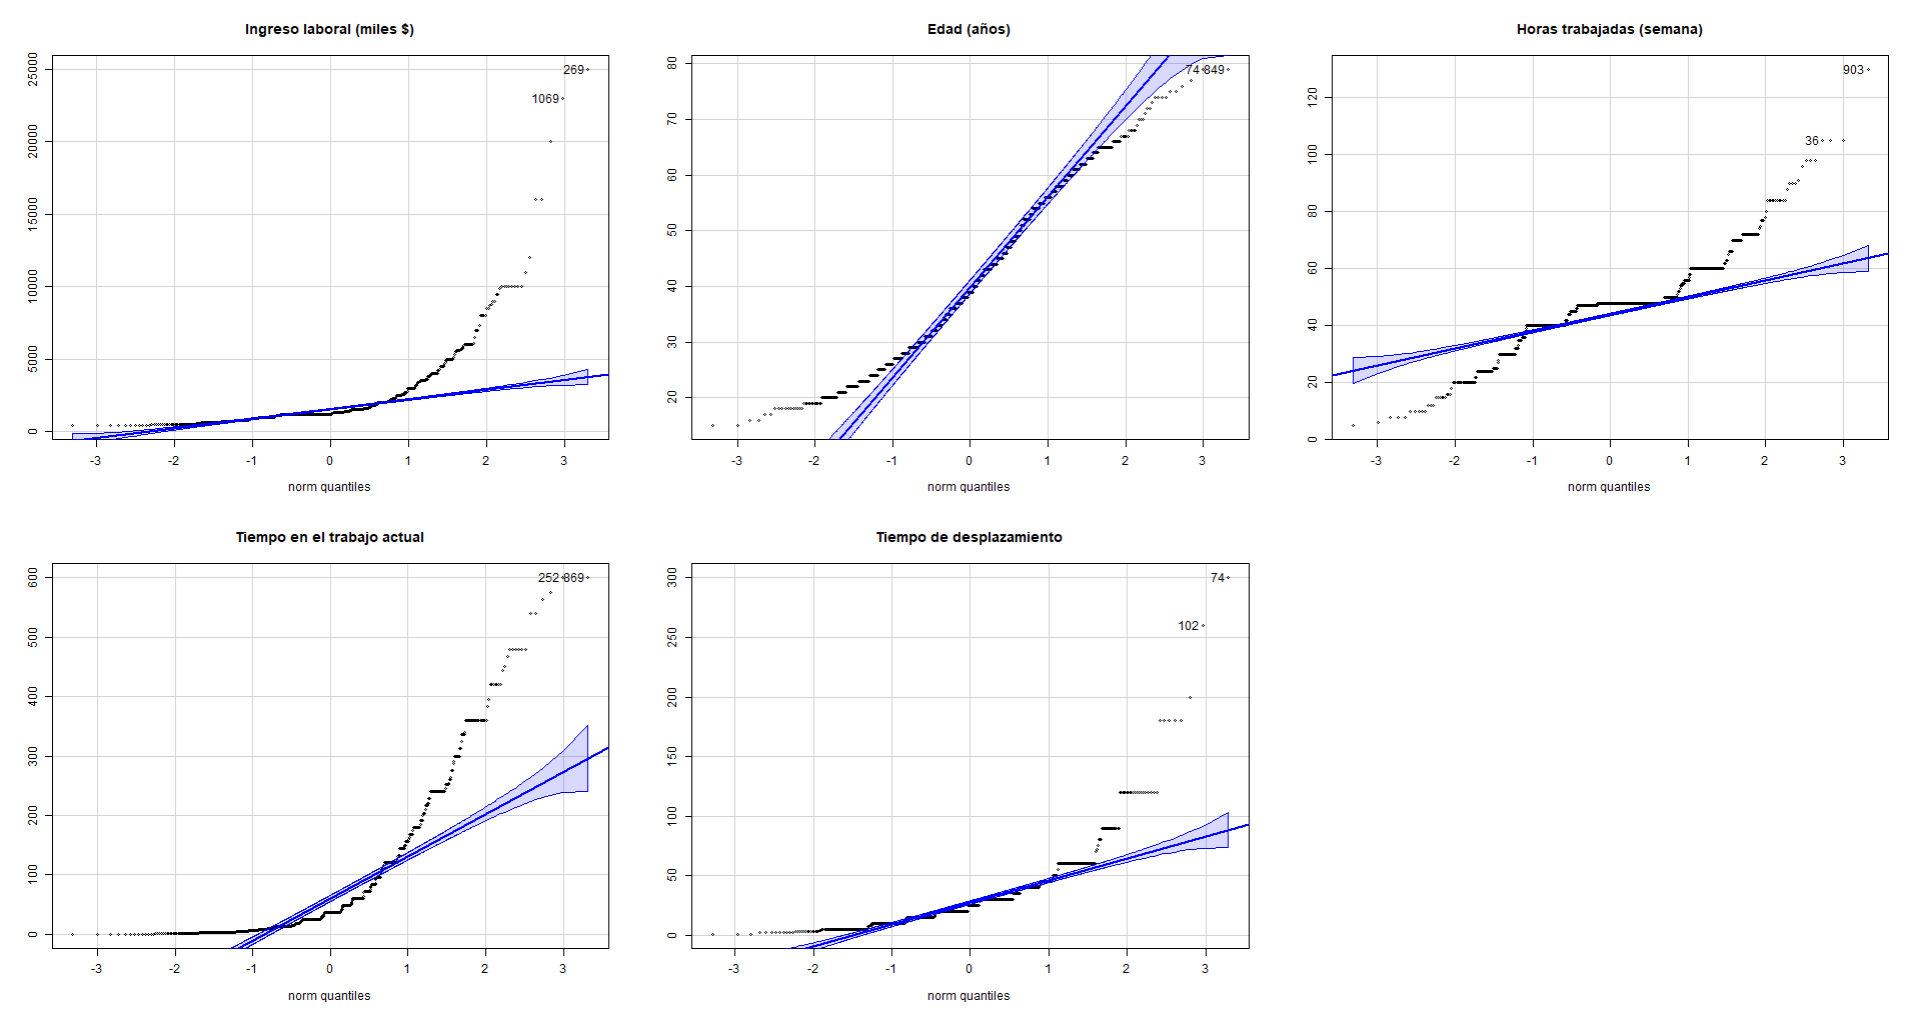 Ingreso laboral (miles $)
25000
20000
15000
10000
5000
0
269
1069
-3 -2 -1 0 1 2 3
norm quantiles
Edad (años)
80
70
60
50
40
30
20
74 849
-3 -2 -1 0 1 2 3
norm quantiles
Horas trabajadas (semana)
120
100
80
60
40
20
0
903
36
-3 -2 -1 0 1 2 3
norm quantiles
Tiempo en el trabajo actual
600
500
400
300
200
100
0
252 869
-3 -2 -1 0 1 2 3
norm quantiles
Tiempo de desplazamiento
300
250
200
150
100
50
0
74
102
-3 -2 -1 0 1 2 3
norm quantiles